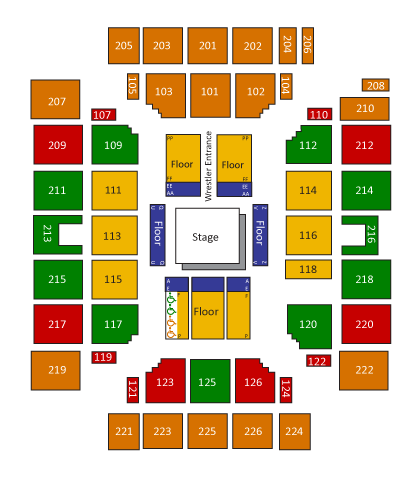 205 203 201 202 204 206
105 103 101 102 104
208
207 210
107 110
209 109 PP Floor FF EE AA Wrestler Entrance Floor FF EE AA 112 212
211 111 114 214
213 113 Floor Stage Floor 116 216
215 115 118 218
217 117 A E Floor P A E F P 120 220
219 119 122 222
121 123 125 126 124
221 223 225 226 224